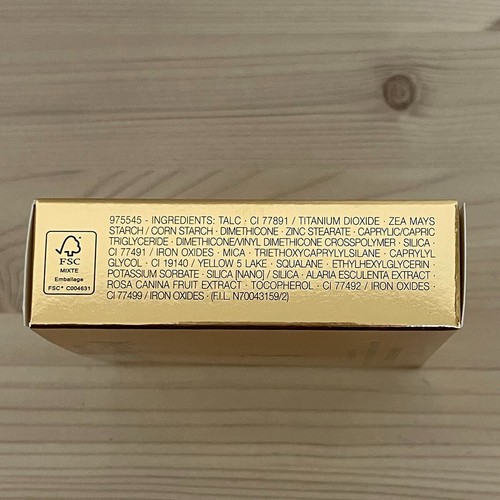 975545 - INGREDIENTS: TALC · CI 77891 / TITANIUM DIOXIDE · ZEA MAYS
STARCH / CORN STARCH · DIMETHICONE · ZINC STEARATE · CAPRYLIC/CAPRIC
TRIGLYCERIDE · DIMETHICONE/VINYL DIMETHICONE CROSSPOLYMER · SILICA ·
CI 77491 / IRON OXIDES · MICA · TRIETHOXYCAPRYLYLSILANE · CAPRYLYL
GLYCOL · CI 19140 / YELLOW 5 LAKE · SQUALANE · ETHYLHEXYLGLYCERIN ·
POTASSIUM SORBATE · SILICA [NANO] / SILICA · ALARIA ESCULENTA EXTRACT ·
ROSA CANINA FRUIT EXTRACT · TOCOPHEROL · CI 77492 / IRON OXIDES ·
CI 77499 / IRON OXIDES · (F.I.L. N70043159/2)
FSC
MIXTE
Emballage
FSC® C004631